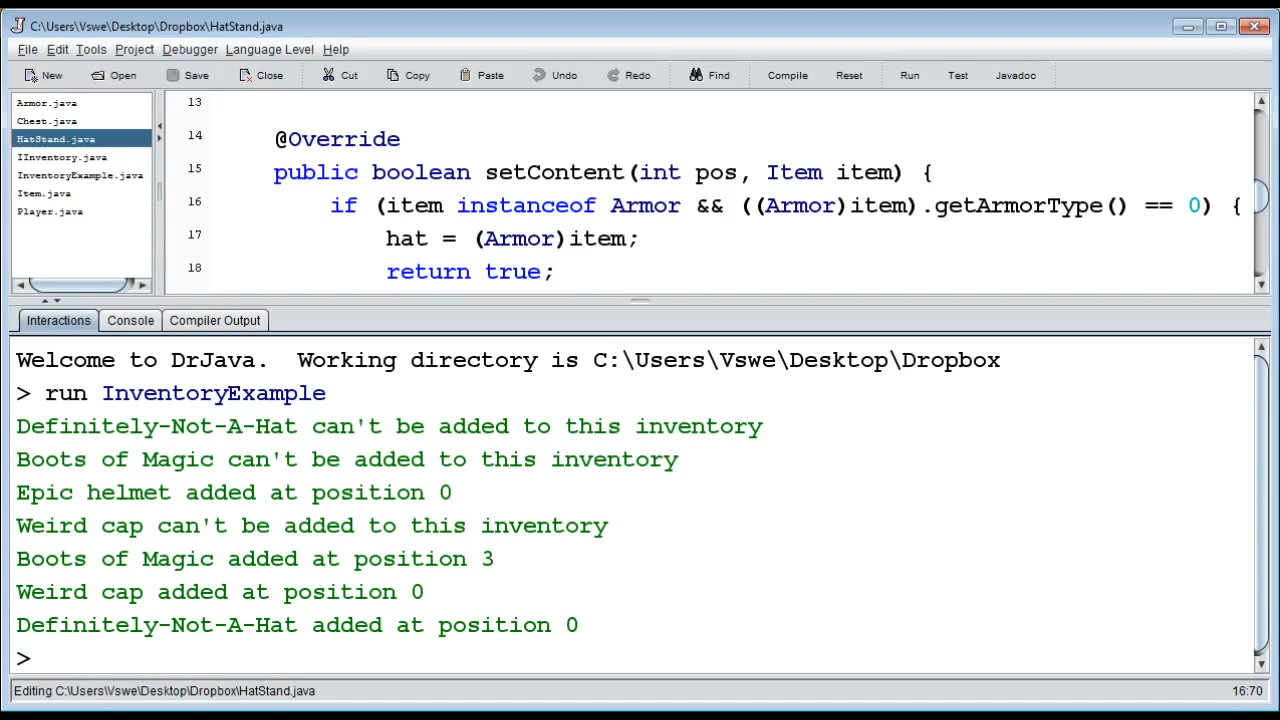 C:\Users\Vswe\Desktop\Dropbox\HatStand.java
File Edit Tools Project Debugger Language Level Help
New Open Save Close Cut Copy Paste Undo Redo Find Compile Reset Run Test Javadoc
Armor.java
Chest.java
HatStand.java
IInventory.java
InventoryExample.java
Item.java
Player.java
13
14 @Override
15 public boolean setContent(int pos, Item item) {
16 if (item instanceof Armor && ((Armor)item).getArmorType() == 0) {
17 hat = (Armor)item;
18 return true;
Interactions Console Compiler Output
Welcome to DrJava.  Working directory is C:\Users\Vswe\Desktop\Dropbox
> run InventoryExample
Definitely-Not-A-Hat can't be added to this inventory
Boots of Magic can't be added to this inventory
Epic helmet added at position 0
Weird cap can't be added to this inventory
Boots of Magic added at position 3
Weird cap added at position 0
Definitely-Not-A-Hat added at position 0
>
Editing C:\Users\Vswe\Desktop\Dropbox\HatStand.java 16:70